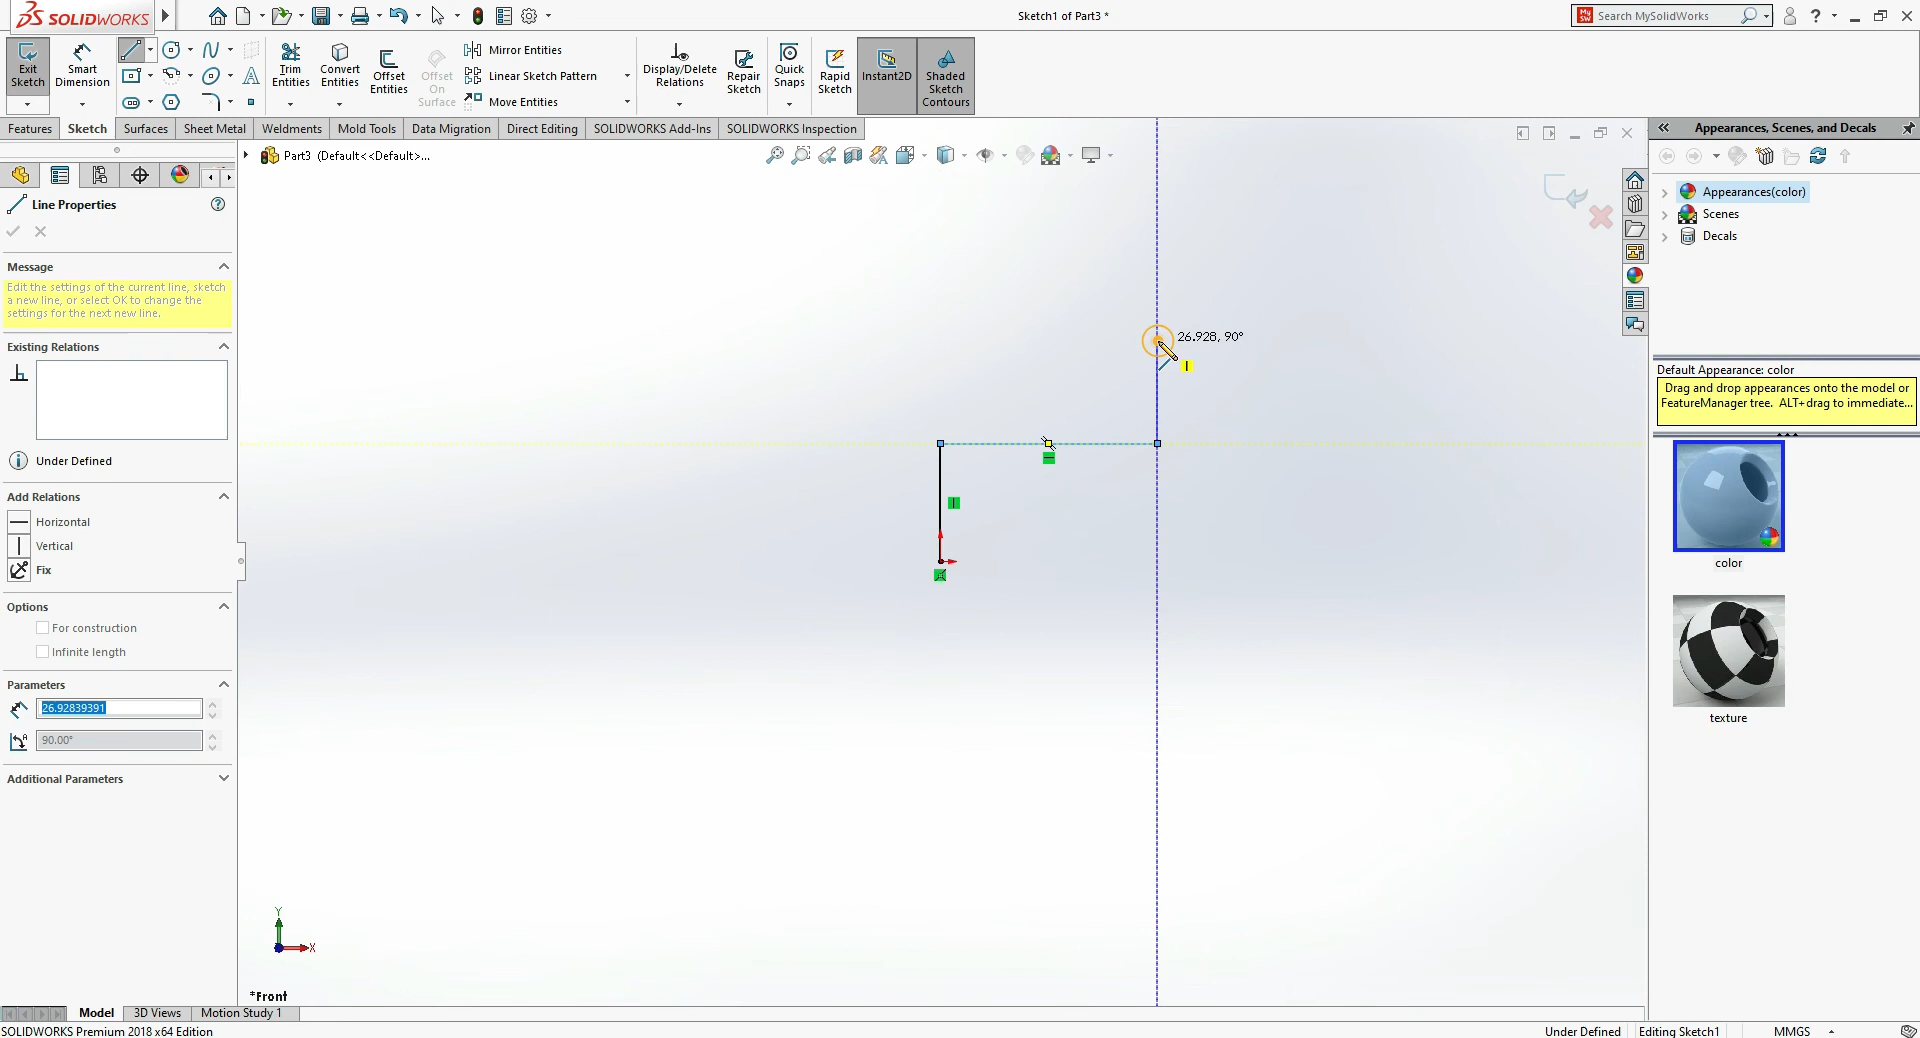 SOLIDWORKS
Sketch1 of Part3 *
Search MySolidWorks
Exit Sketch
Smart Dimension
Trim Entities
Convert Entities
Offset Entities
Offset On Surface
Mirror Entities
Linear Sketch Pattern
Move Entities
Display/Delete Relations
Repair Sketch
Quick Snaps
Rapid Sketch
Instant2D
Shaded Sketch Contours
Features
Sketch
Surfaces
Sheet Metal
Weldments
Mold Tools
Data Migration
Direct Editing
SOLIDWORKS Add-Ins
SOLIDWORKS Inspection
Part3 (Default<<Default>...
Line Properties
Message
Edit the settings of the current line, sketch
a new line, or select OK to change the
settings for the next new line.
Existing Relations
Under Defined
Add Relations
Horizontal
Vertical
Fix
Options
For construction
Infinite length
Parameters
26.92839391
90.00°
Additional Parameters
26.928, 90°
Y
X
*Front
Appearances, Scenes, and Decals
Appearances(color)
Scenes
Decals
Default Appearance: color
Drag and drop appearances onto the model or
FeatureManager tree. ALT+drag to immediate...
color
texture
Model
3D Views
Motion Study 1
SOLIDWORKS Premium 2018 x64 Edition
Under Defined
Editing Sketch1
MMGS